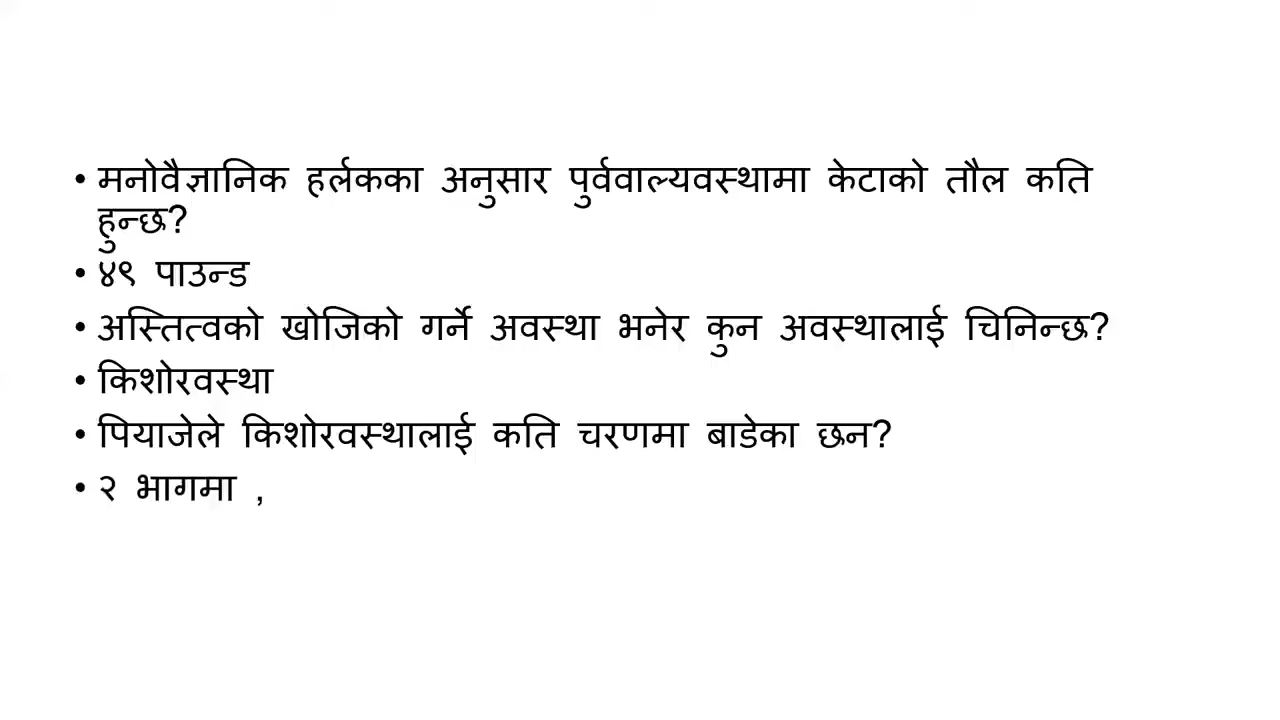 • मनोवैज्ञानिक हर्लकका अनुसार पुर्ववाल्यवस्थामा केटाको तौल कति
हुन्छ?
• ४९ पाउन्ड
• अस्तित्वको खोजिको गर्ने अवस्था भनेर कुन अवस्थालाई चिनिन्छ?
• किशोरवस्था
• पियाजेले किशोरवस्थालाई कति चरणमा बाडेका छन?
• २ भागमा ,